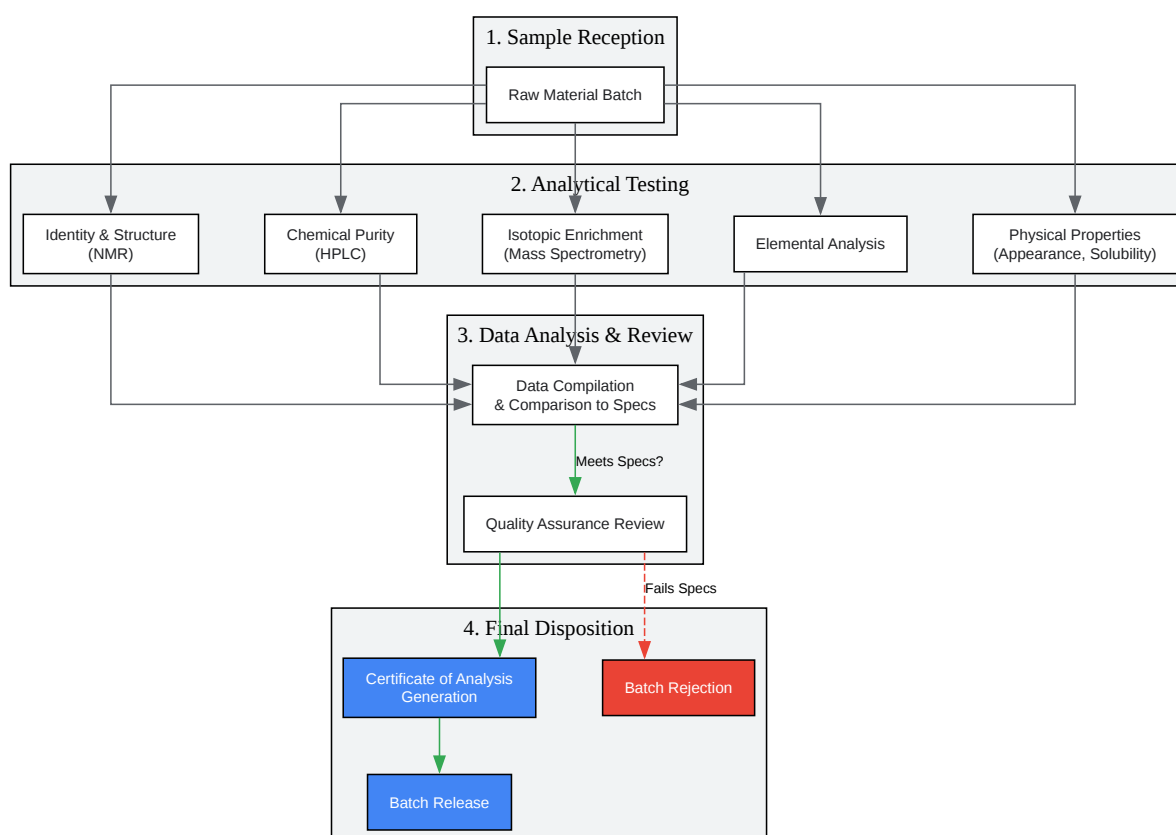 1. Sample Reception
Raw Material Batch
2. Analytical Testing
Identity & Structure
(NMR)
Chemical Purity
(HPLC)
Isotopic Enrichment
(Mass Spectrometry)
Elemental Analysis
Physical Properties
(Appearance, Solubility)
3. Data Analysis & Review
Data Compilation
& Comparison to Specs
Meets Specs?
Quality Assurance Review
Fails Specs
4. Final Disposition
Certificate of Analysis
Generation
Batch Rejection
Batch Release